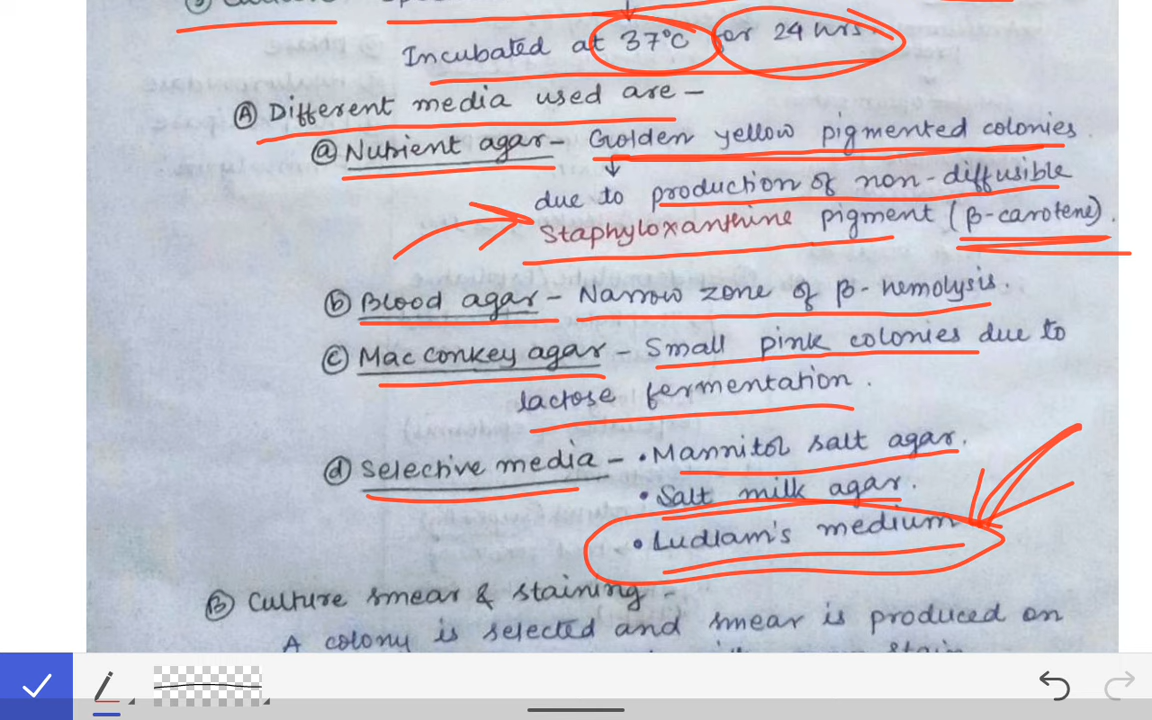 Incubated at 37°C for 24 hrs.
Ⓐ Different media used are -
ⓐ Nutrient agar - Golden yellow pigmented colonies
due to production of non-diffusible
Staphyloxanthine pigment (β-carotene).
ⓑ Blood agar - Narrow zone of β-hemolysis.
ⓒ Mac conkey agar - Small pink colonies due to
lactose fermentation.
ⓓ Selective media - • Mannitol salt agar.
• Salt milk agar.
• Ludlam's medium
Ⓑ Culture smear & staining -
A colony is selected and smear is produced on